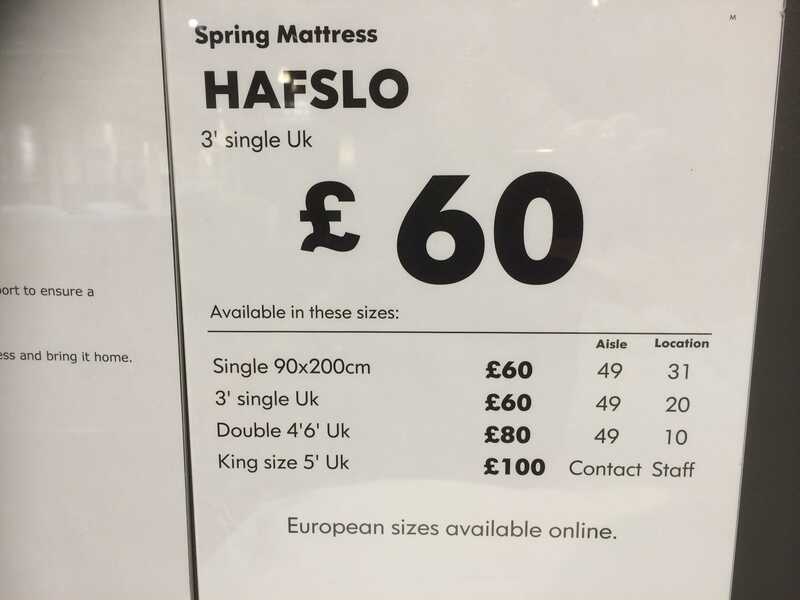 M
Spring Mattress
HAFSLO
3' single Uk
£ 60
Available in these sizes:
Aisle Location
Single 90x200cm £60 49 31
3' single Uk £60 49 20
Double 4'6' Uk £80 49 10
King size 5' Uk £100 Contact Staff
European sizes available online.
to ensure a
and bring it home.